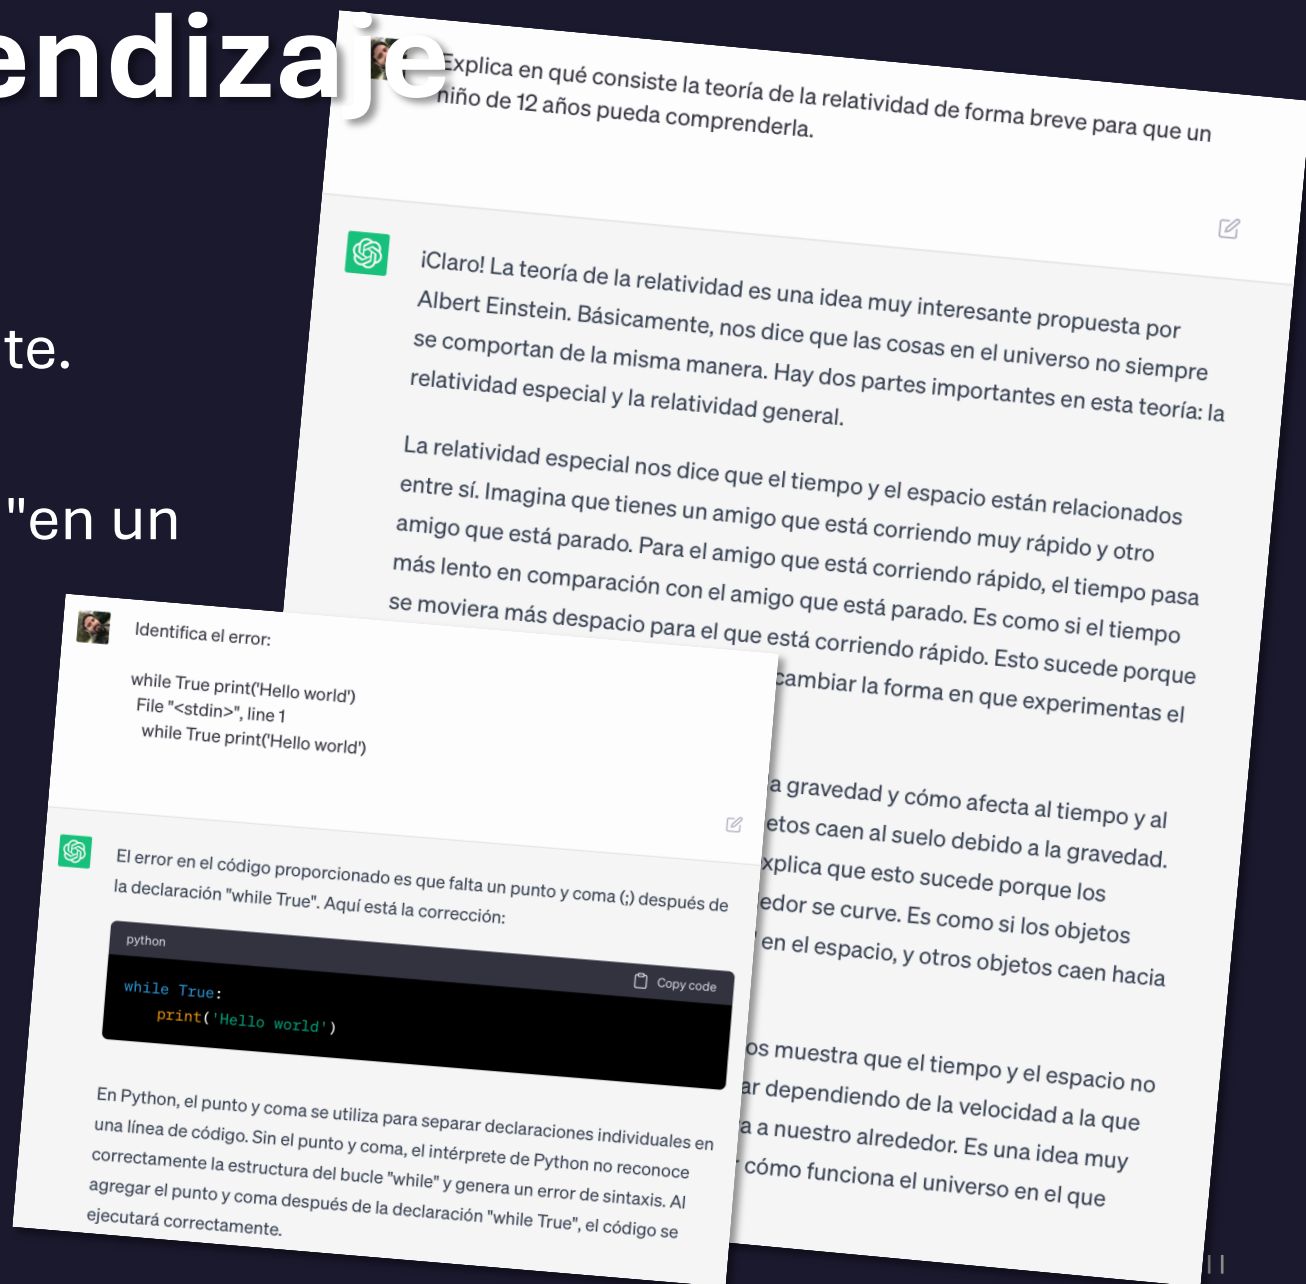 endizaje
te.
"en un
Explica en qué consiste la teoría de la relatividad de forma breve para que un
niño de 12 años pueda comprenderla.
¡Claro! La teoría de la relatividad es una idea muy interesante propuesta por
Albert Einstein. Básicamente, nos dice que las cosas en el universo no siempre
se comportan de la misma manera. Hay dos partes importantes en esta teoría: la
relatividad especial y la relatividad general.
La relatividad especial nos dice que el tiempo y el espacio están relacionados
entre sí. Imagina que tienes un amigo que está corriendo muy rápido y otro
amigo que está parado. Para el amigo que está corriendo rápido, el tiempo pasa
más lento en comparación con el amigo que está parado. Es como si el tiempo
se moviera más despacio para el que está corriendo rápido. Esto sucede porque
cambiar la forma en que experimentas el
a gravedad y cómo afecta al tiempo y al
etos caen al suelo debido a la gravedad.
xplica que esto sucede porque los
edor se curve. Es como si los objetos
en el espacio, y otros objetos caen hacia
os muestra que el tiempo y el espacio no
ar dependiendo de la velocidad a la que
a a nuestro alrededor. Es una idea muy
cómo funciona el universo en el que
Identifica el error:
while True print('Hello world')
File "<stdin>", line 1
while True print('Hello world')
El error en el código proporcionado es que falta un punto y coma (;) después de
la declaración "while True". Aquí está la corrección:
python
Copy code
while True:
print('Hello world')
En Python, el punto y coma se utiliza para separar declaraciones individuales en
una línea de código. Sin el punto y coma, el intérprete de Python no reconoce
correctamente la estructura del bucle "while" y genera un error de sintaxis. Al
agregar el punto y coma después de la declaración "while True", el código se
ejecutará correctamente.